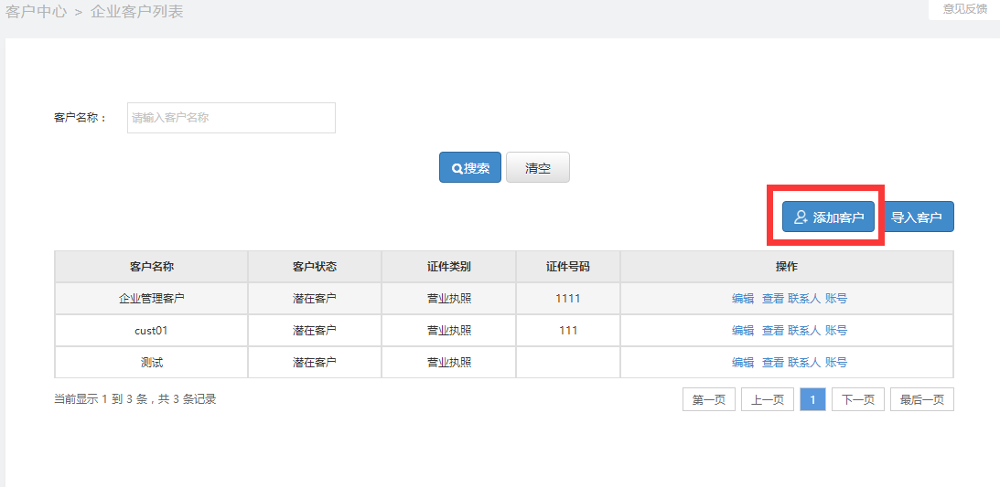 客户中心 > 企业客户列表
意见反馈
客户名称： 请输入客户名称
搜索 清空
添加客户 导入客户
客户名称 客户状态 证件类别 证件号码 操作
企业管理客户 潜在客户 营业执照 1111 编辑 查看 联系人 账号
cust01 潜在客户 营业执照 111 编辑 查看 联系人 账号
测试 潜在客户 营业执照 编辑 查看 联系人 账号
当前显示 1 到 3 条，共 3 条记录 第一页 上一页 1 下一页 最后一页